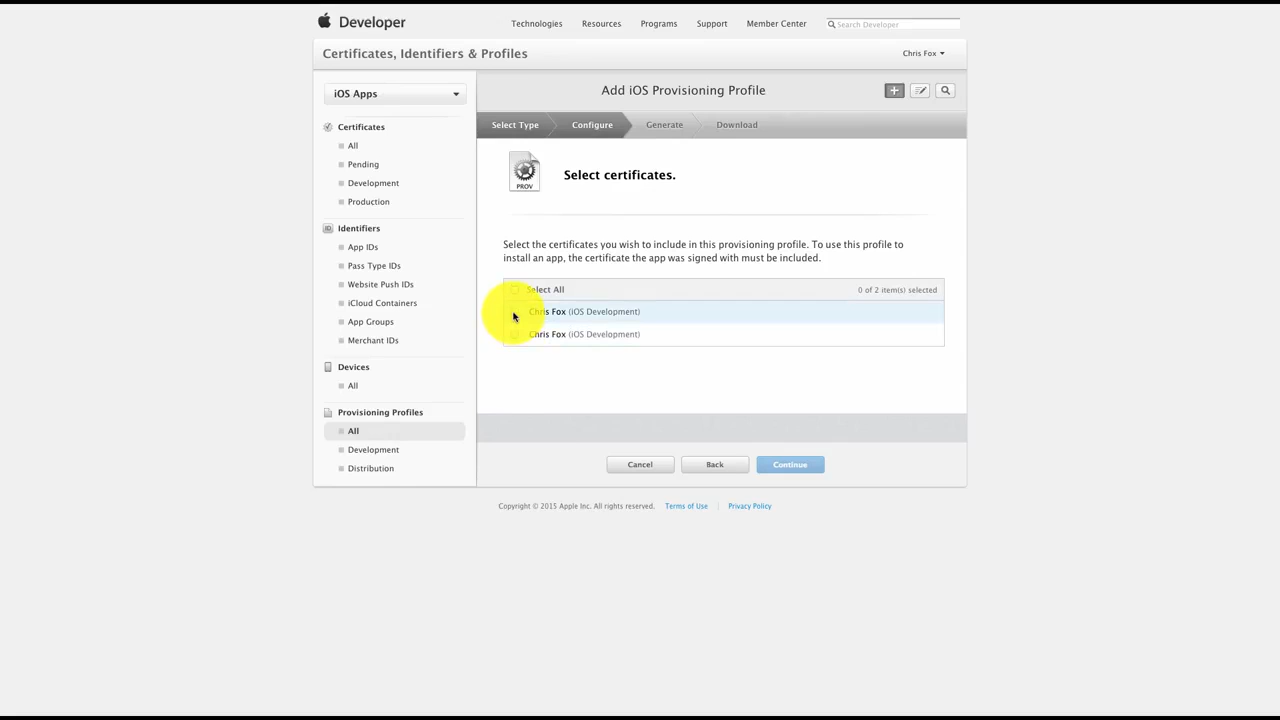 Developer
Technologies
Resources
Programs
Support
Member Center
Search Developer
Certificates, Identifiers & Profiles
Chris Fox
iOS Apps
Certificates
All
Pending
Development
Production
Identifiers
App IDs
Pass Type IDs
Website Push IDs
iCloud Containers
App Groups
Merchant IDs
Devices
All
Provisioning Profiles
All
Development
Distribution
Add iOS Provisioning Profile
Select Type
Configure
Generate
Download
PROV
Select certificates.
Select the certificates you wish to include in this provisioning profile. To use this profile to
install an app, the certificate the app was signed with must be included.
Select All
0 of 2 item(s) selected
Chris Fox (iOS Development)
Chris Fox (iOS Development)
Cancel
Back
Continue
Copyright © 2015 Apple Inc. All rights reserved.
Terms of Use
Privacy Policy